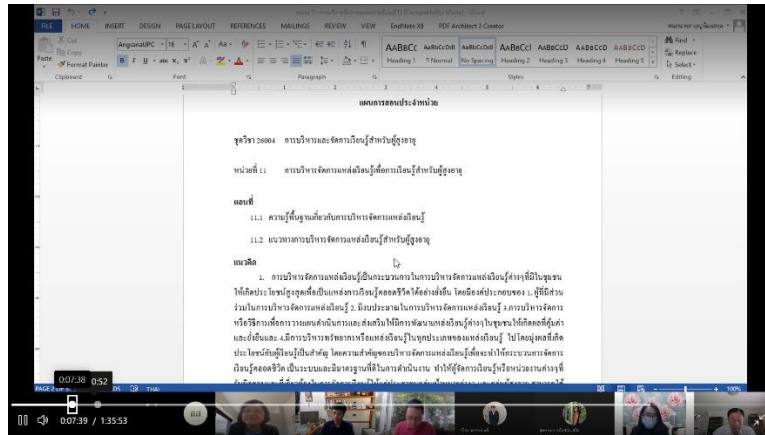 FILE HOME INSERT DESIGN PAGE LAYOUT REFERENCES MAILINGS REVIEW VIEW EndNote X8 PDF Architect 3 Creator
Cut
Copy
Paste Format Painter
AngsanaUPC 16
AaBbCc AaBbCcDdI AaBbCcDdI AaBbCcI AaBbCcD AaBbCcD AaBbCcD
Heading 1 ¶ Normal No Spacing Heading 2 Heading 3 Heading 4 Heading 5
Find
Replace
Select
Clipboard Font Paragraph Styles Editing
แผนการสอนประจำหน่วย
ชุดวิชา 26004 การบริหารและจัดการเรียนรู้สำหรับผู้สูงอายุ
หน่วยที่ 11 การบริหารจัดการแหล่งเรียนรู้เพื่อการเรียนรู้สำหรับผู้สูงอายุ
ตอนที่
11.1 ความรู้พื้นฐานเกี่ยวกับการบริหารจัดการแหล่งเรียนรู้
11.2 แนวทางการบริหารจัดการแหล่งเรียนรู้สำหรับผู้สูงอายุ
แนวคิด
1. การบริหารจัดการแหล่งเรียนรู้เป็นกระบวนการในการบริหารจัดการแหล่งเรียนรู้ต่างๆที่มีในชุมชน
ให้เกิดประโยชน์สูงสุดเพื่อเป็นแหล่งการเรียนรู้ตลอดชีวิตได้อย่างยั่งยืน โดยมีองค์ประกอบของ 1. ผู้ที่มีส่วน
ร่วมในการบริหารจัดการแหล่งเรียนรู้ 2. มีงบประมาณในการบริหารจัดการแหล่งเรียนรู้ 3.การบริหารจัดการ
หรือวิธีการเพื่อการวางแผนดำเนินการและส่งเสริมให้มีการพัฒนาแหล่งเรียนรู้ต่างๆในชุมชนให้เกิดผลที่คุ้มค่า
และยั่งยืนและ 4.มีการบริหารทรัพยากรหรือแหล่งเรียนรู้ในทุกประเภทของแหล่งเรียนรู้ ไปโดยมุ่งผลที่เกิด
ประโยชน์กับผู้เรียนรู้เป็นสำคัญ โดยความสำคัญของบริหารจัดการแหล่งเรียนรู้เพื่อจะทำให้กระบวนการจัดการ
เรียนรู้ตลอดชีวิต เป็นระบบและมีมาตรฐานที่ดีในการดำเนินงาน ทำให้ผู้จัดการเรียนรู้หรือหน่วยงานต่างๆที่
THAI 100%
0:07:38 0:52
0:07:39 / 1:35:53